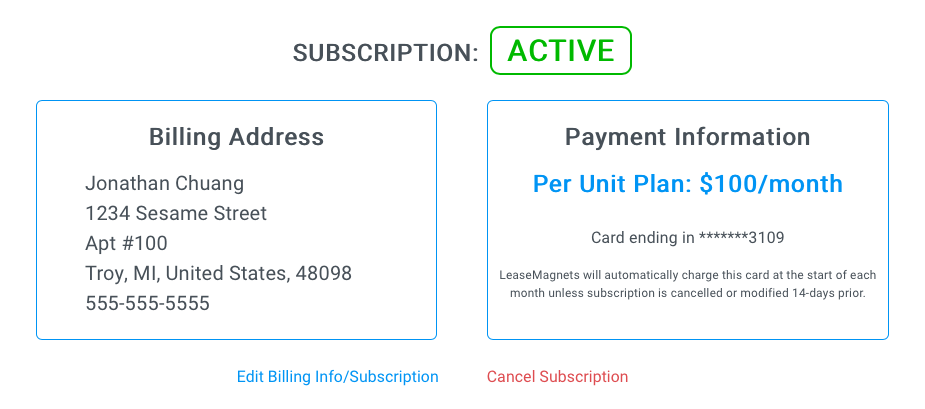 SUBSCRIPTION: ACTIVE
Billing Address
Jonathan Chuang
1234 Sesame Street
Apt #100
Troy, MI, United States, 48098
555-555-5555
Payment Information
Per Unit Plan: $100/month
Card ending in *******3109
LeaseMagnets will automatically charge this card at the start of each
month unless subscription is cancelled or modified 14-days prior.
Edit Billing Info/Subscription
Cancel Subscription